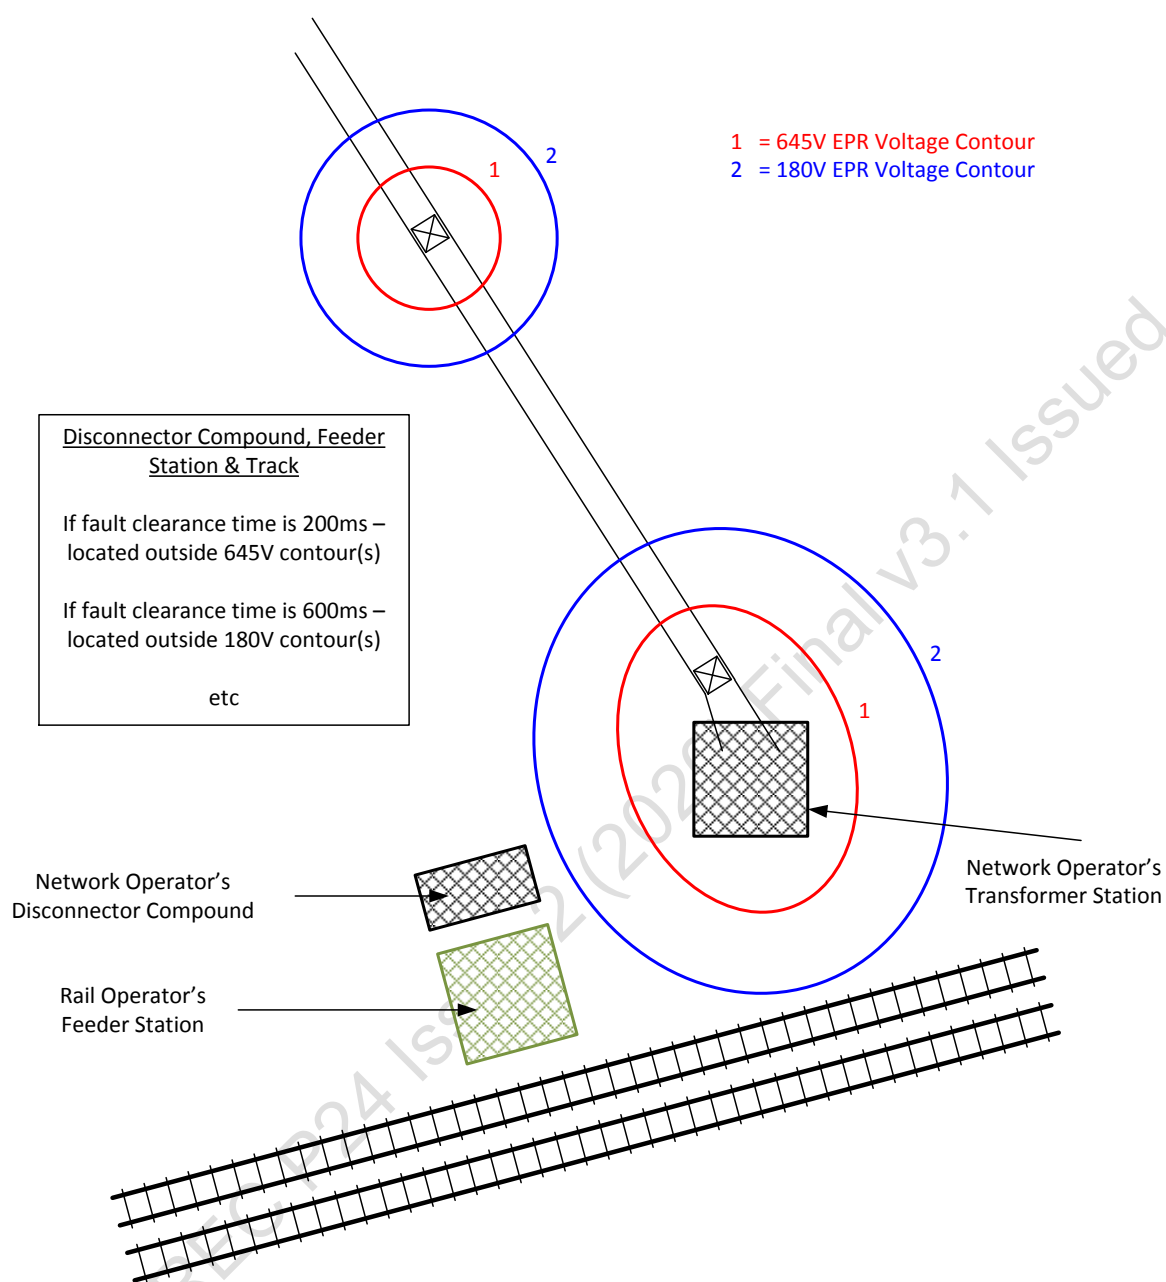 1 = 645V EPR Voltage Contour
2 = 180V EPR Voltage Contour
2
1
Disconnector Compound, Feeder
Station & Track
If fault clearance time is 200ms –
located outside 645V contour(s)
If fault clearance time is 600ms –
located outside 180V contour(s)
etc
2
1
Network Operator's
Transformer Station
Network Operator's
Disconnector Compound
Rail Operator's
Feeder Station
P24 Final v3.1 Issued